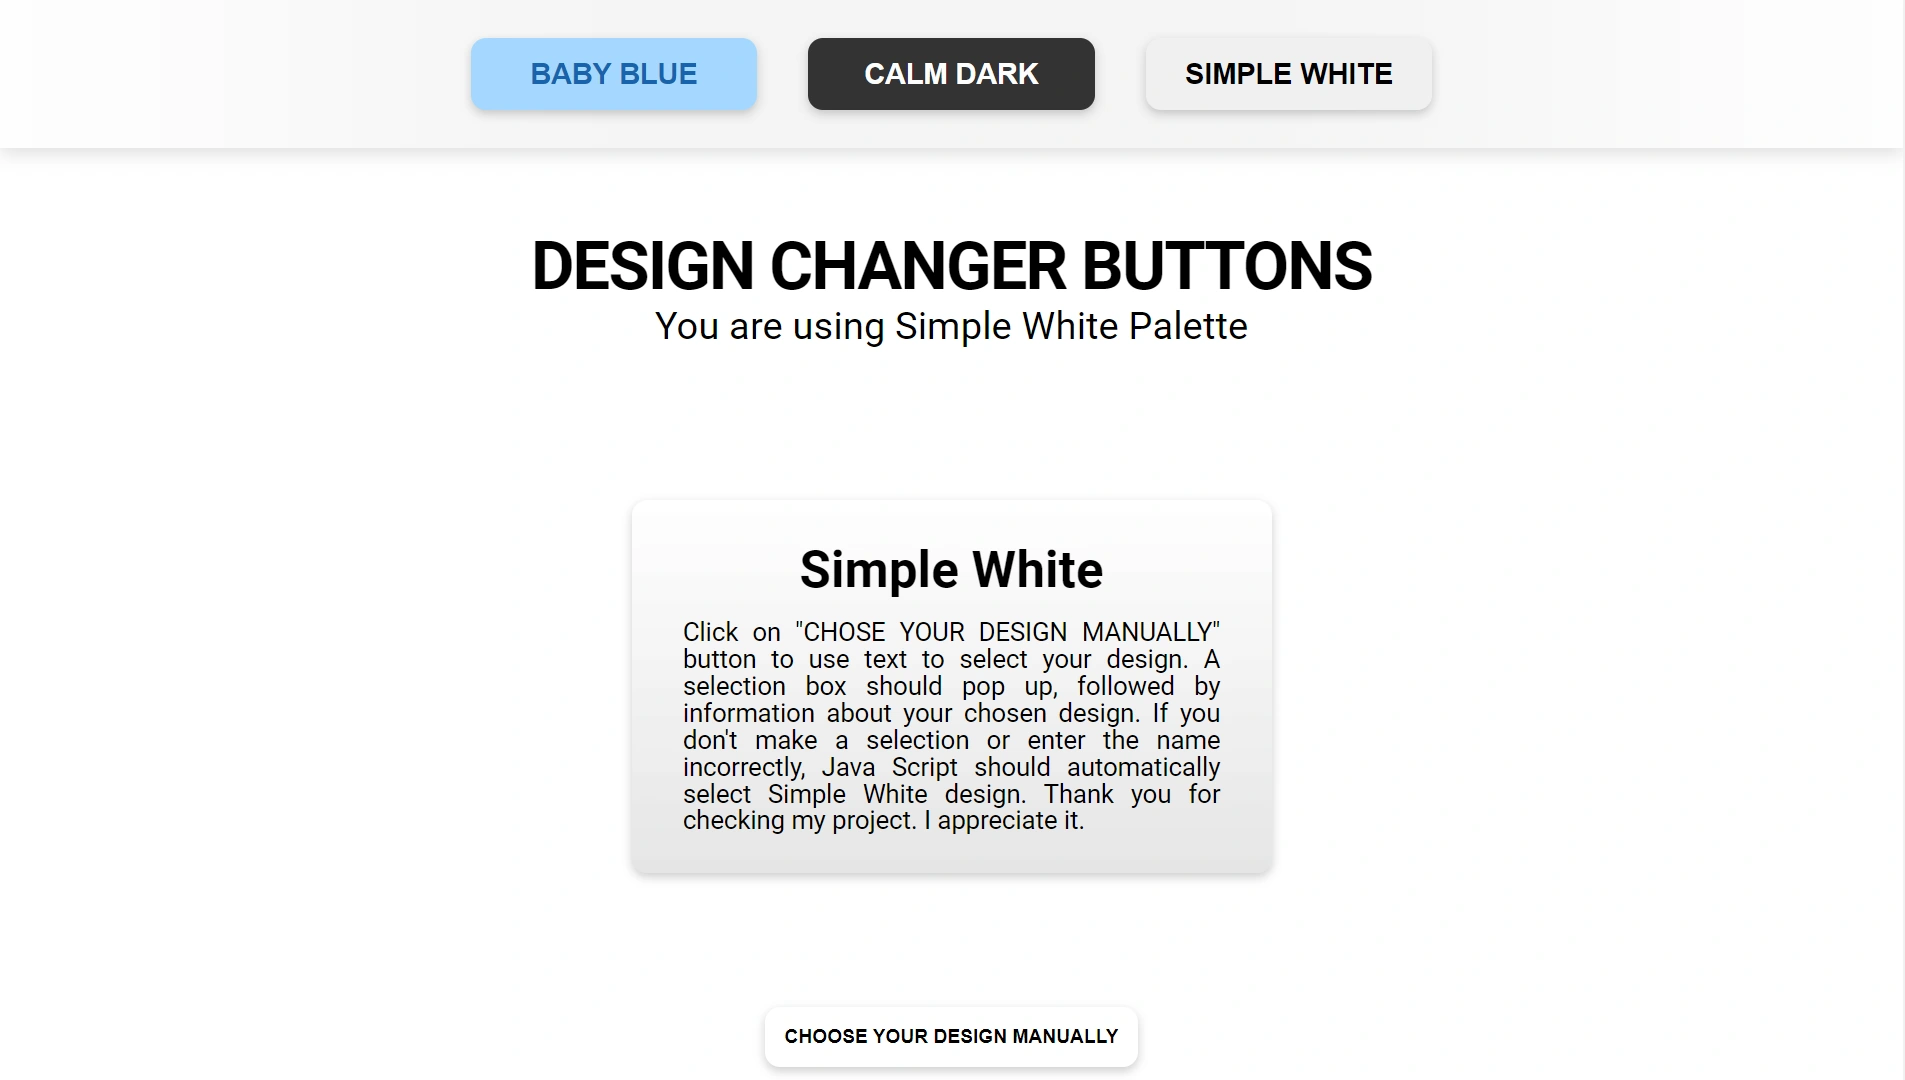 BABY BLUE CALM DARK SIMPLE WHITE
DESIGN CHANGER BUTTONS
You are using Simple White Palette
Simple White
Click on "CHOSE YOUR DESIGN MANUALLY"
button to use text to select your design. A
selection box should pop up, followed by
information about your chosen design. If you
don't make a selection or enter the name
incorrectly, Java Script should automatically
select Simple White design. Thank you for
checking my project. I appreciate it.
CHOOSE YOUR DESIGN MANUALLY